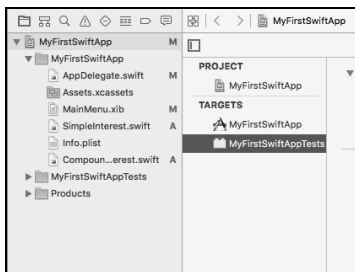 MyFirstSwiftApp
MyFirstSwiftApp M
MyFirstSwiftApp
AppDelegate.swift M
Assets.xcassets
MainMenu.xib M
SimpleInterest.swift A
Info.plist
Compoun...erest.swift A
MyFirstSwiftAppTests
Products
PROJECT
MyFirstSwiftApp
TARGETS
MyFirstSwiftApp
MyFirstSwiftAppTests